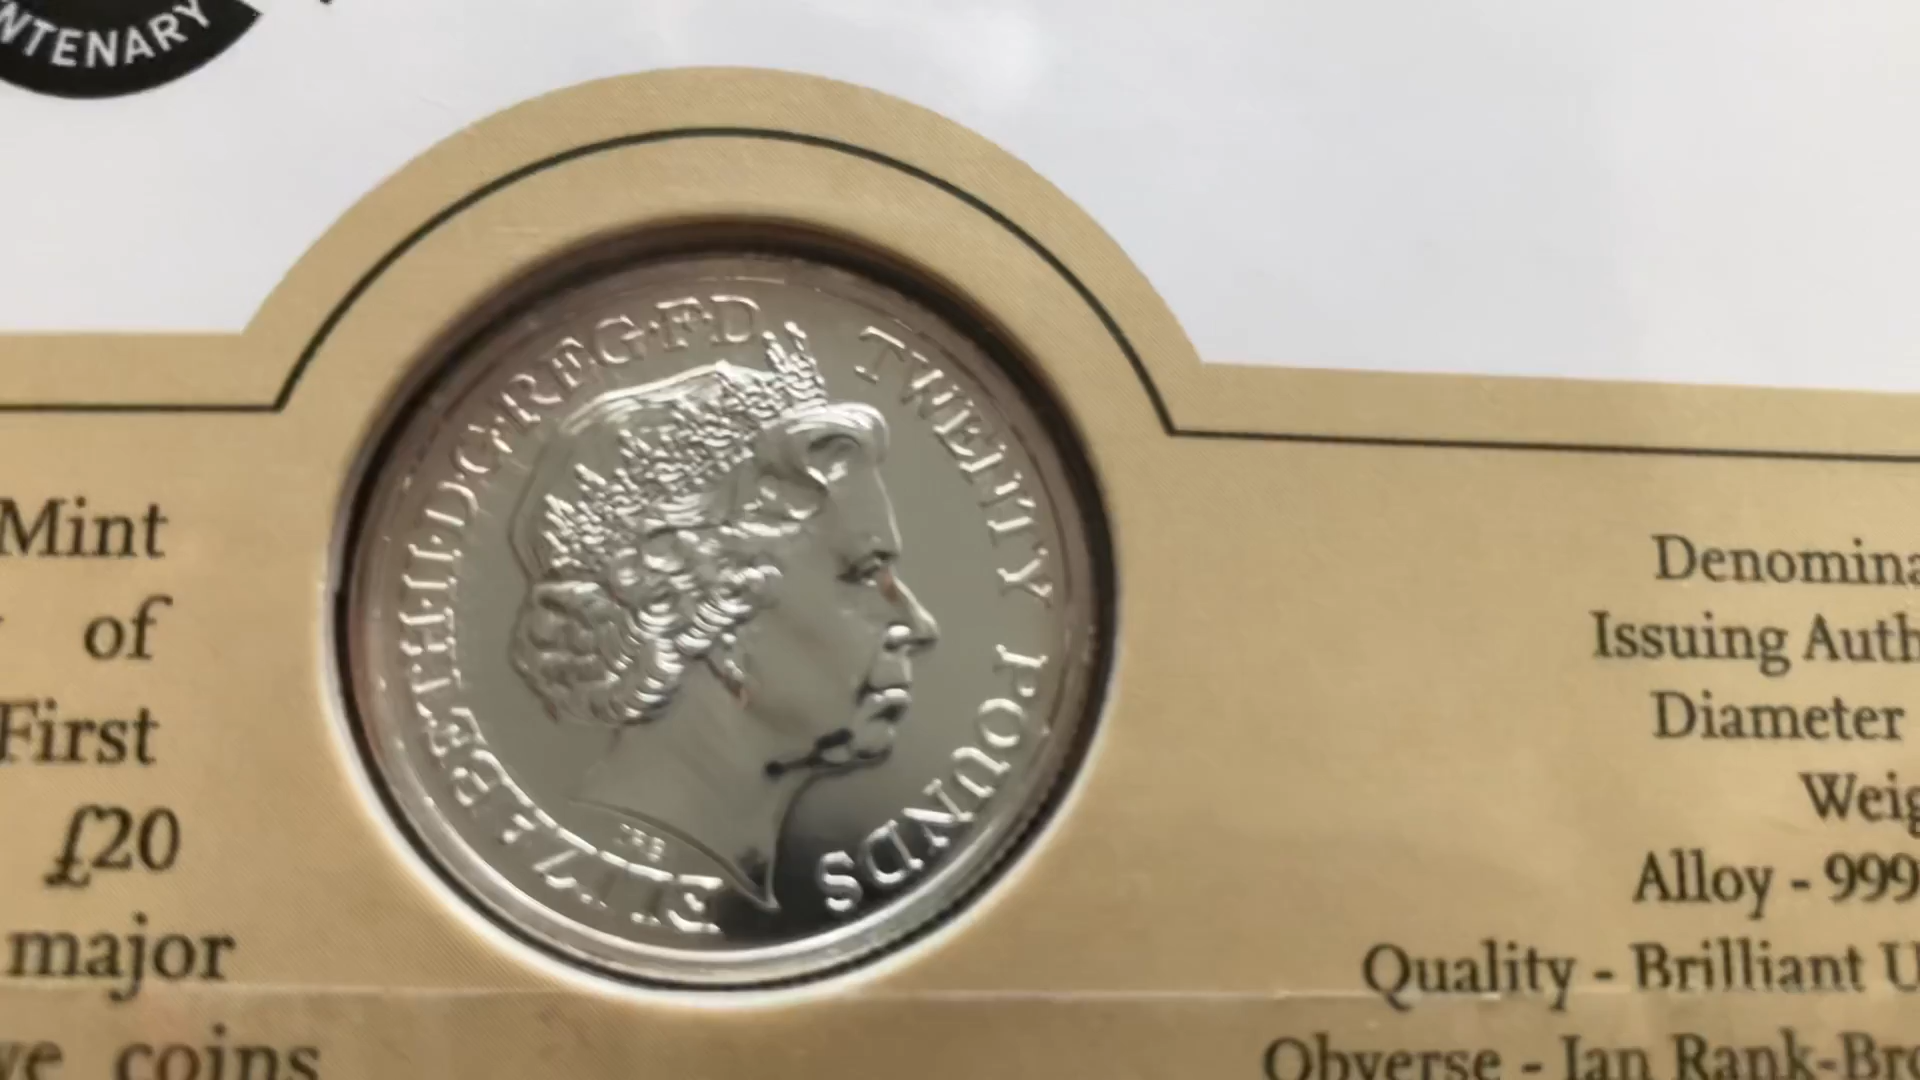 NTENARY
ELIZABETH·II·D·G·REG·F·D
TWENTY POUNDS
IRB
Mint
of
First
£20
major
ve coins
Denomina
Issuing Auth
Diameter
Weig
Alloy - 999
Quality - Brilliant U
Obverse - Ian Rank-Bro